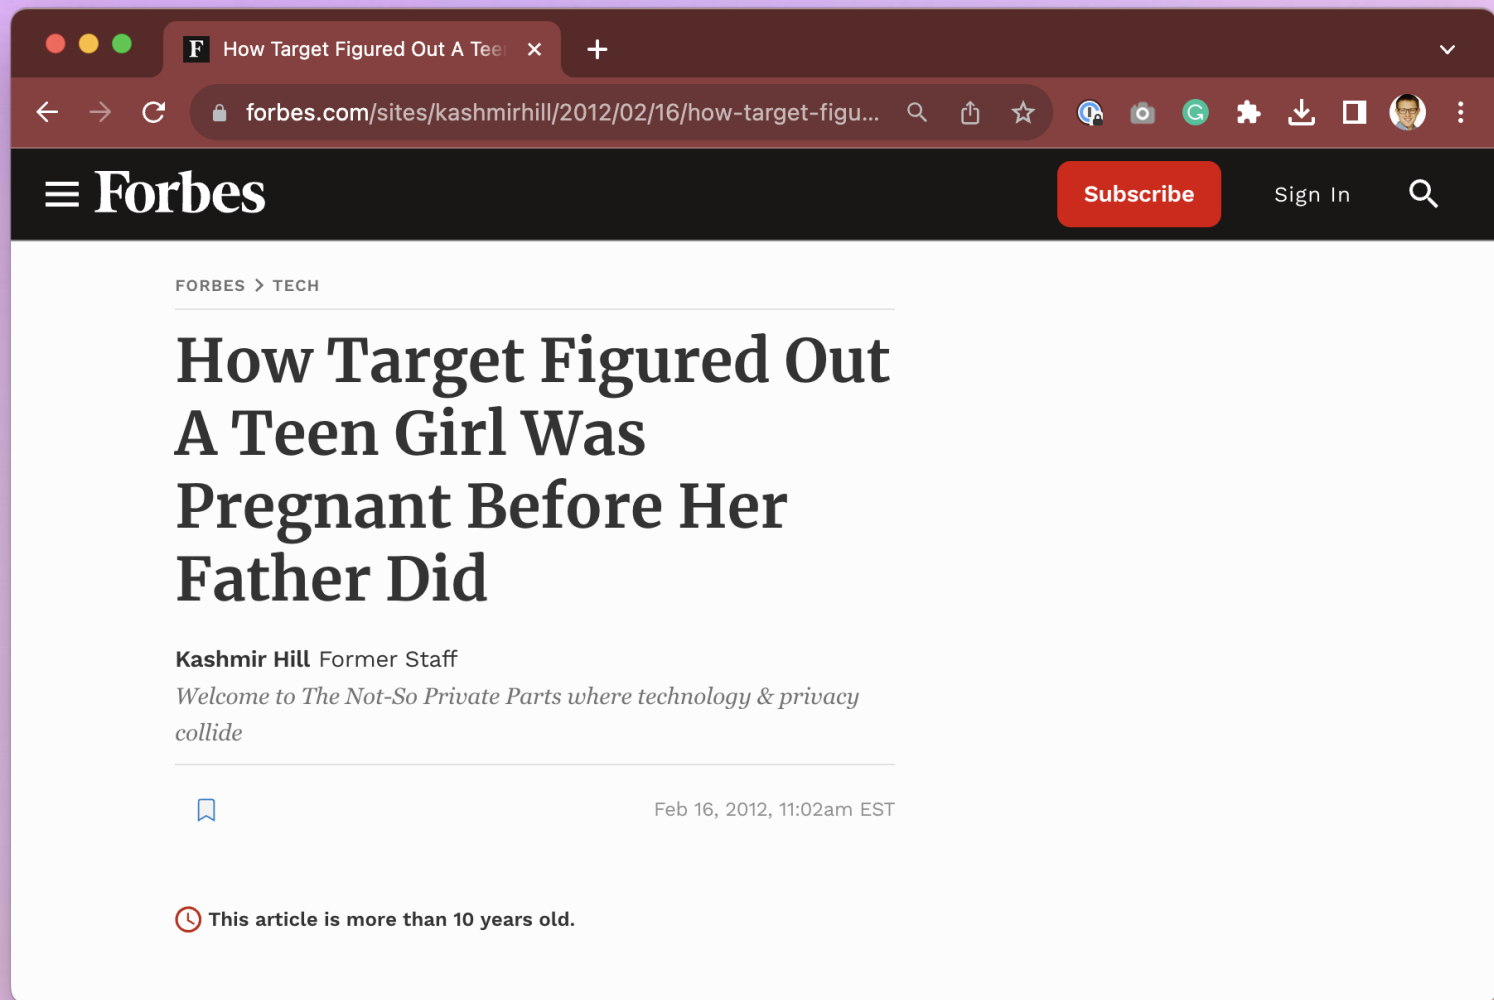 How Target Figured Out A Tee
forbes.com/sites/kashmirhill/2012/02/16/how-target-figu...
Forbes
Subscribe
Sign In
FORBES > TECH
How Target Figured Out
A Teen Girl Was
Pregnant Before Her
Father Did
Kashmir Hill Former Staff
Welcome to The Not-So Private Parts where technology & privacy
collide
Feb 16, 2012, 11:02am EST
This article is more than 10 years old.